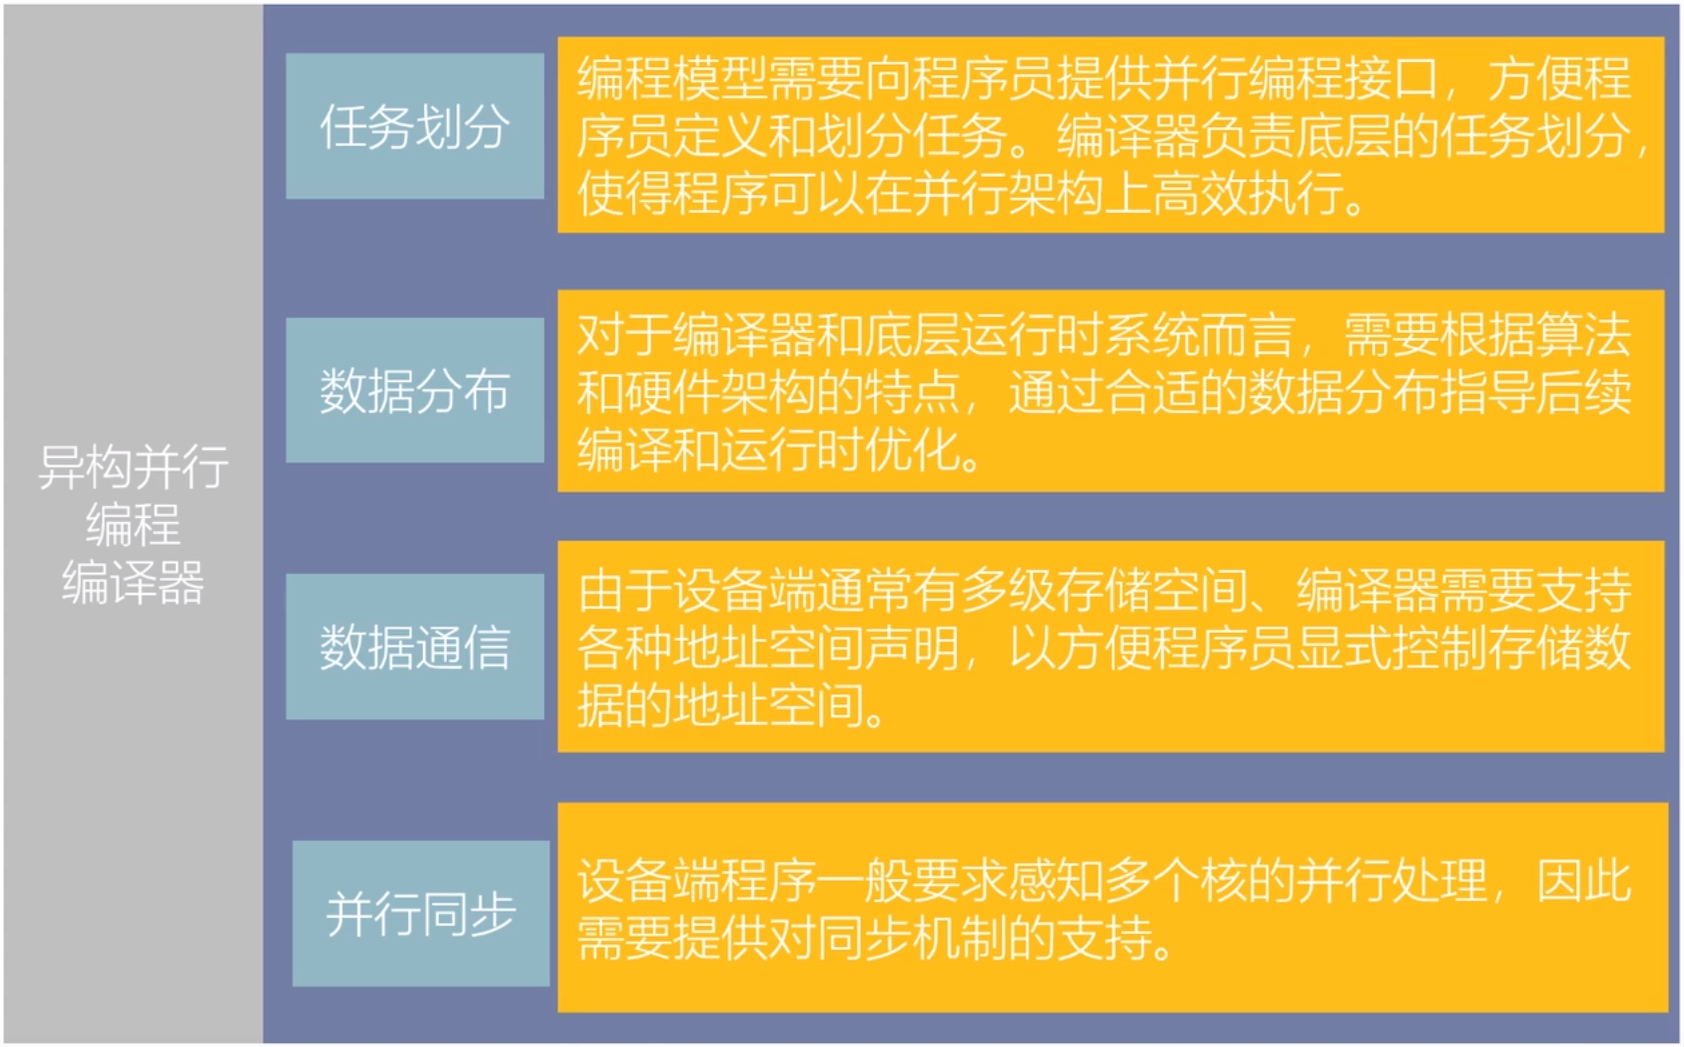 异构并行
编程
编译器
任务划分
编程模型需要向程序员提供并行编程接口，方便程
序员定义和划分任务。编译器负责底层的任务划分，
使得程序可以在并行架构上高效执行。
数据分布
对于编译器和底层运行时系统而言，需要根据算法
和硬件架构的特点，通过合适的数据分布指导后续
编译和运行时优化。
数据通信
由于设备端通常有多级存储空间、编译器需要支持
各种地址空间声明，以方便程序员显式控制存储数
据的地址空间。
并行同步
设备端程序一般要求感知多个核的并行处理，因此
需要提供对同步机制的支持。